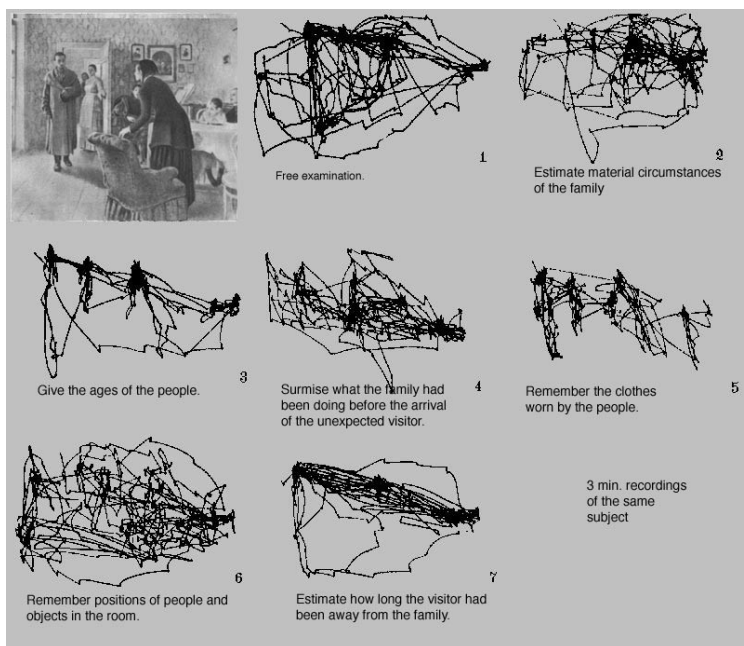 1
Free examination.
2
Estimate material circumstances
of the family
3
Give the ages of the people.
4
Surmise what the family had
been doing before the arrival
of the unexpected visitor.
5
Remember the clothes
worn by the people.
6
Remember positions of people and
objects in the room.
7
Estimate how long the visitor had
been away from the family.
3 min. recordings
of the same
subject